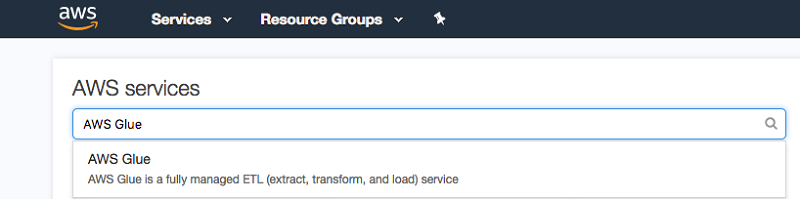 aws
Services Resource Groups
AWS services
AWS Glue
AWS Glue
AWS Glue is a fully managed ETL (extract, transform, and load) service